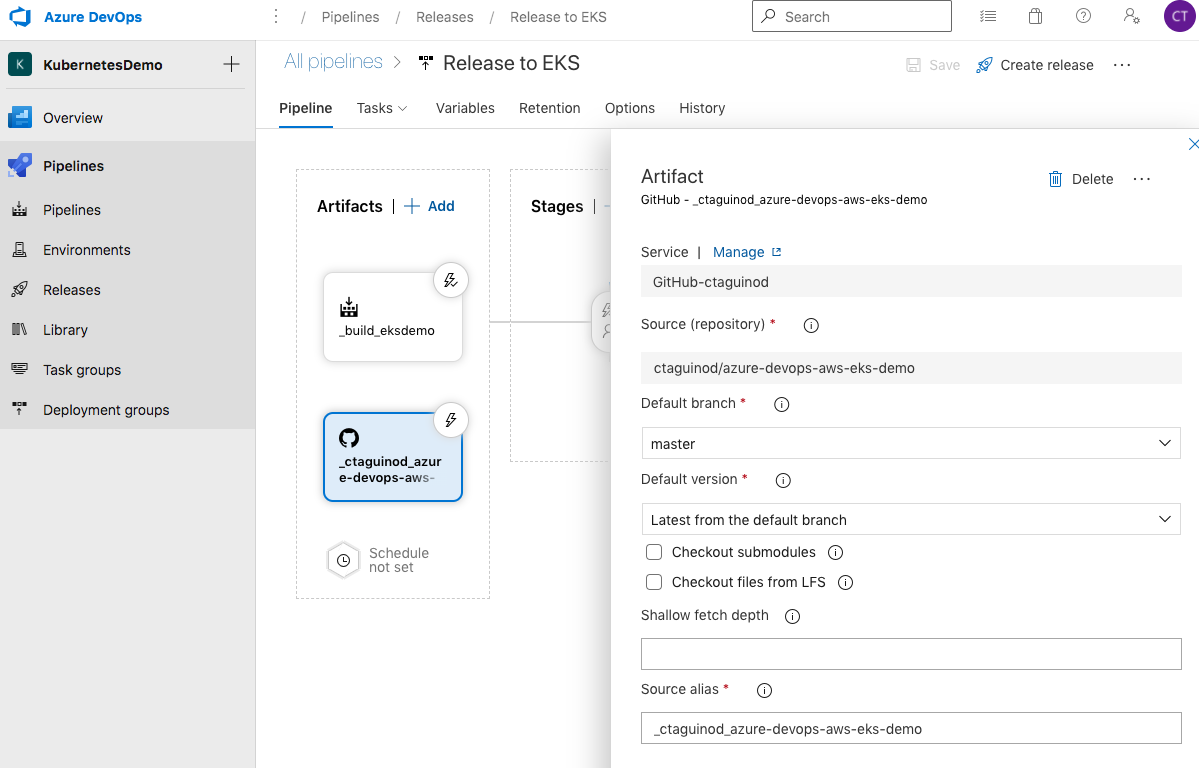 Azure DevOps
/ Pipelines / Releases / Release to EKS
Search
CT
K
KubernetesDemo
Overview
Pipelines
Pipelines
Environments
Releases
Library
Task groups
Deployment groups
All pipelines > Release to EKS
Save
Create release
Pipeline
Tasks
Variables
Retention
Options
History
Artifacts | + Add
_build_eksdemo
_ctaguinod_azur
e-devops-aws-
Schedule
not set
Stages |
Artifact
Delete
GitHub - _ctaguinod_azure-devops-aws-eks-demo
Service | Manage
GitHub-ctaguinod
Source (repository) *
ctaguinod/azure-devops-aws-eks-demo
Default branch *
master
Default version *
Latest from the default branch
Checkout submodules
Checkout files from LFS
Shallow fetch depth
Source alias *
_ctaguinod_azure-devops-aws-eks-demo